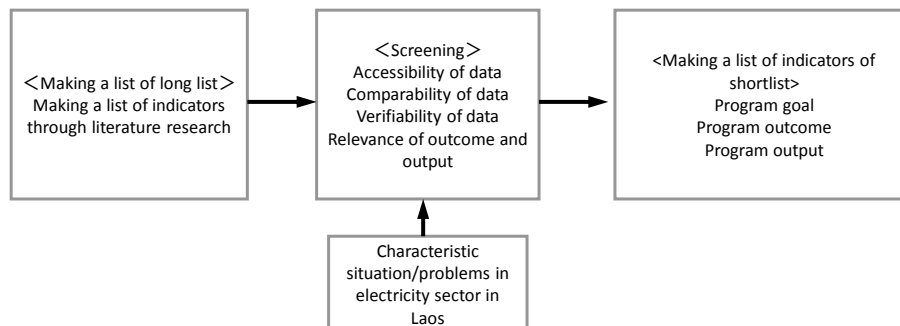 ＜Making a list of long list＞
Making a list of indicators
through literature research
＜Screening＞
Accessibility of data
Comparability of data
Verifiability of data
Relevance of outcome and
output
<Making a list of indicators of
shortlist>
Program goal
Program outcome
Program output
Characteristic
situation/problems in
electricity sector in
Laos